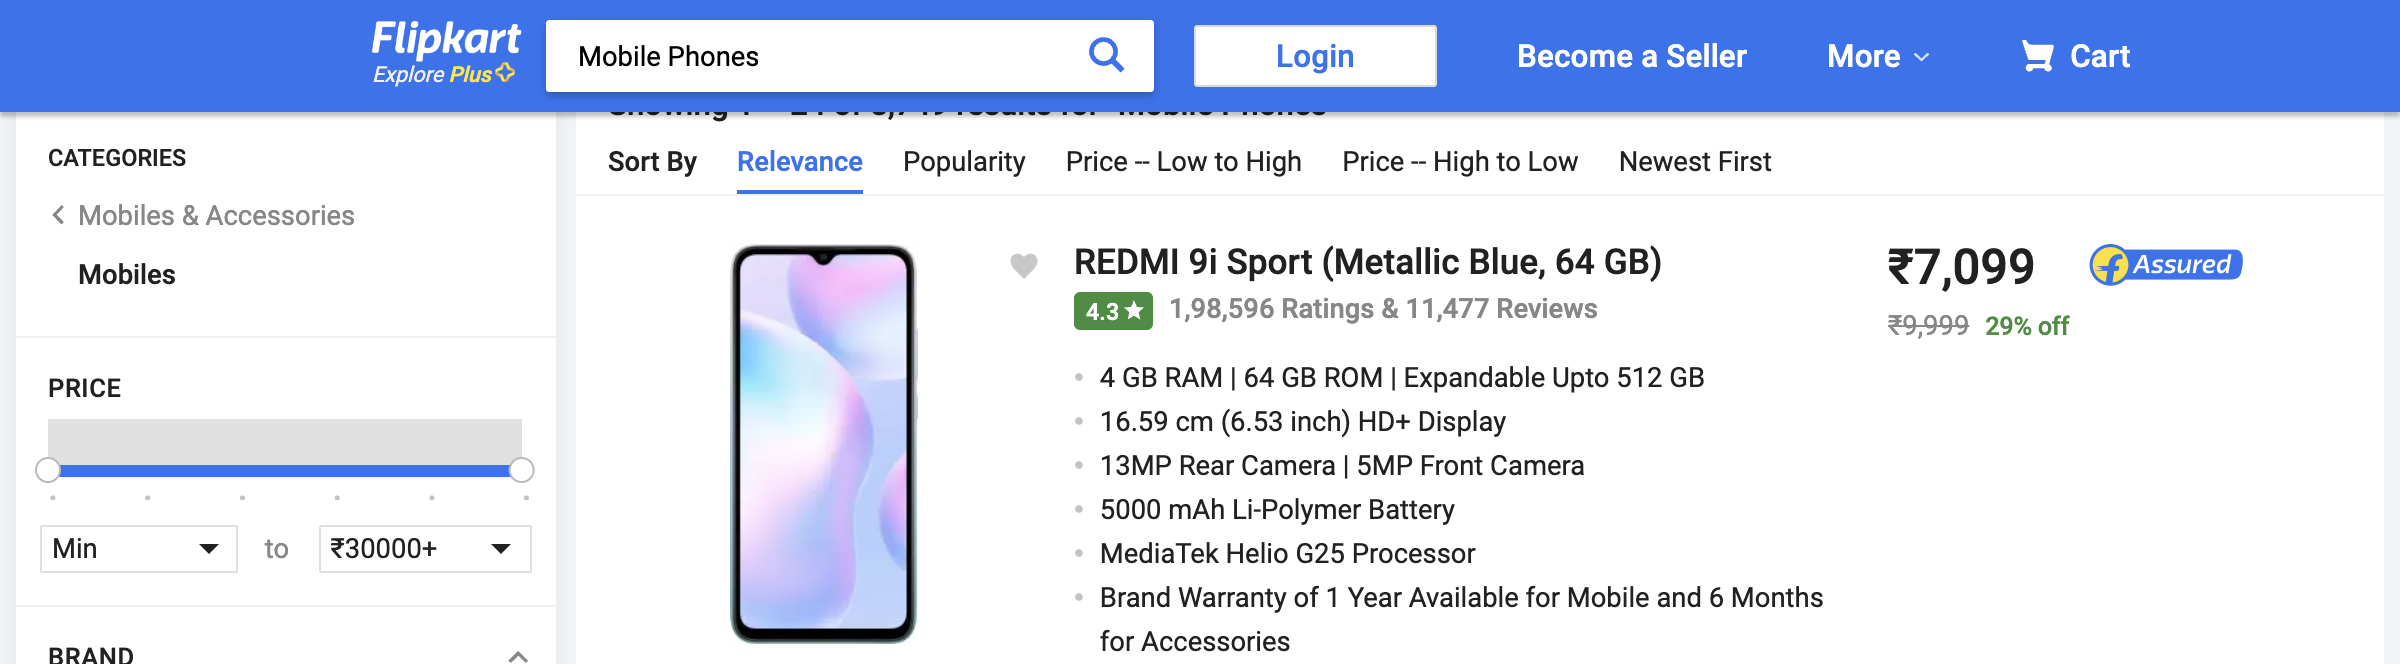 Flipkart
Explore Plus
Mobile Phones
Login
Become a Seller
More
Cart
CATEGORIES
Mobiles & Accessories
Mobiles
PRICE
Min to ₹30000+
BRAND
Sort By Relevance Popularity Price -- Low to High Price -- High to Low Newest First
REDMI 9i Sport (Metallic Blue, 64 GB)
4.3 ★ 1,98,596 Ratings & 11,477 Reviews
4 GB RAM | 64 GB ROM | Expandable Upto 512 GB
16.59 cm (6.53 inch) HD+ Display
13MP Rear Camera | 5MP Front Camera
5000 mAh Li-Polymer Battery
MediaTek Helio G25 Processor
Brand Warranty of 1 Year Available for Mobile and 6 Months
for Accessories
₹7,099
Assured
₹9,999 29% off